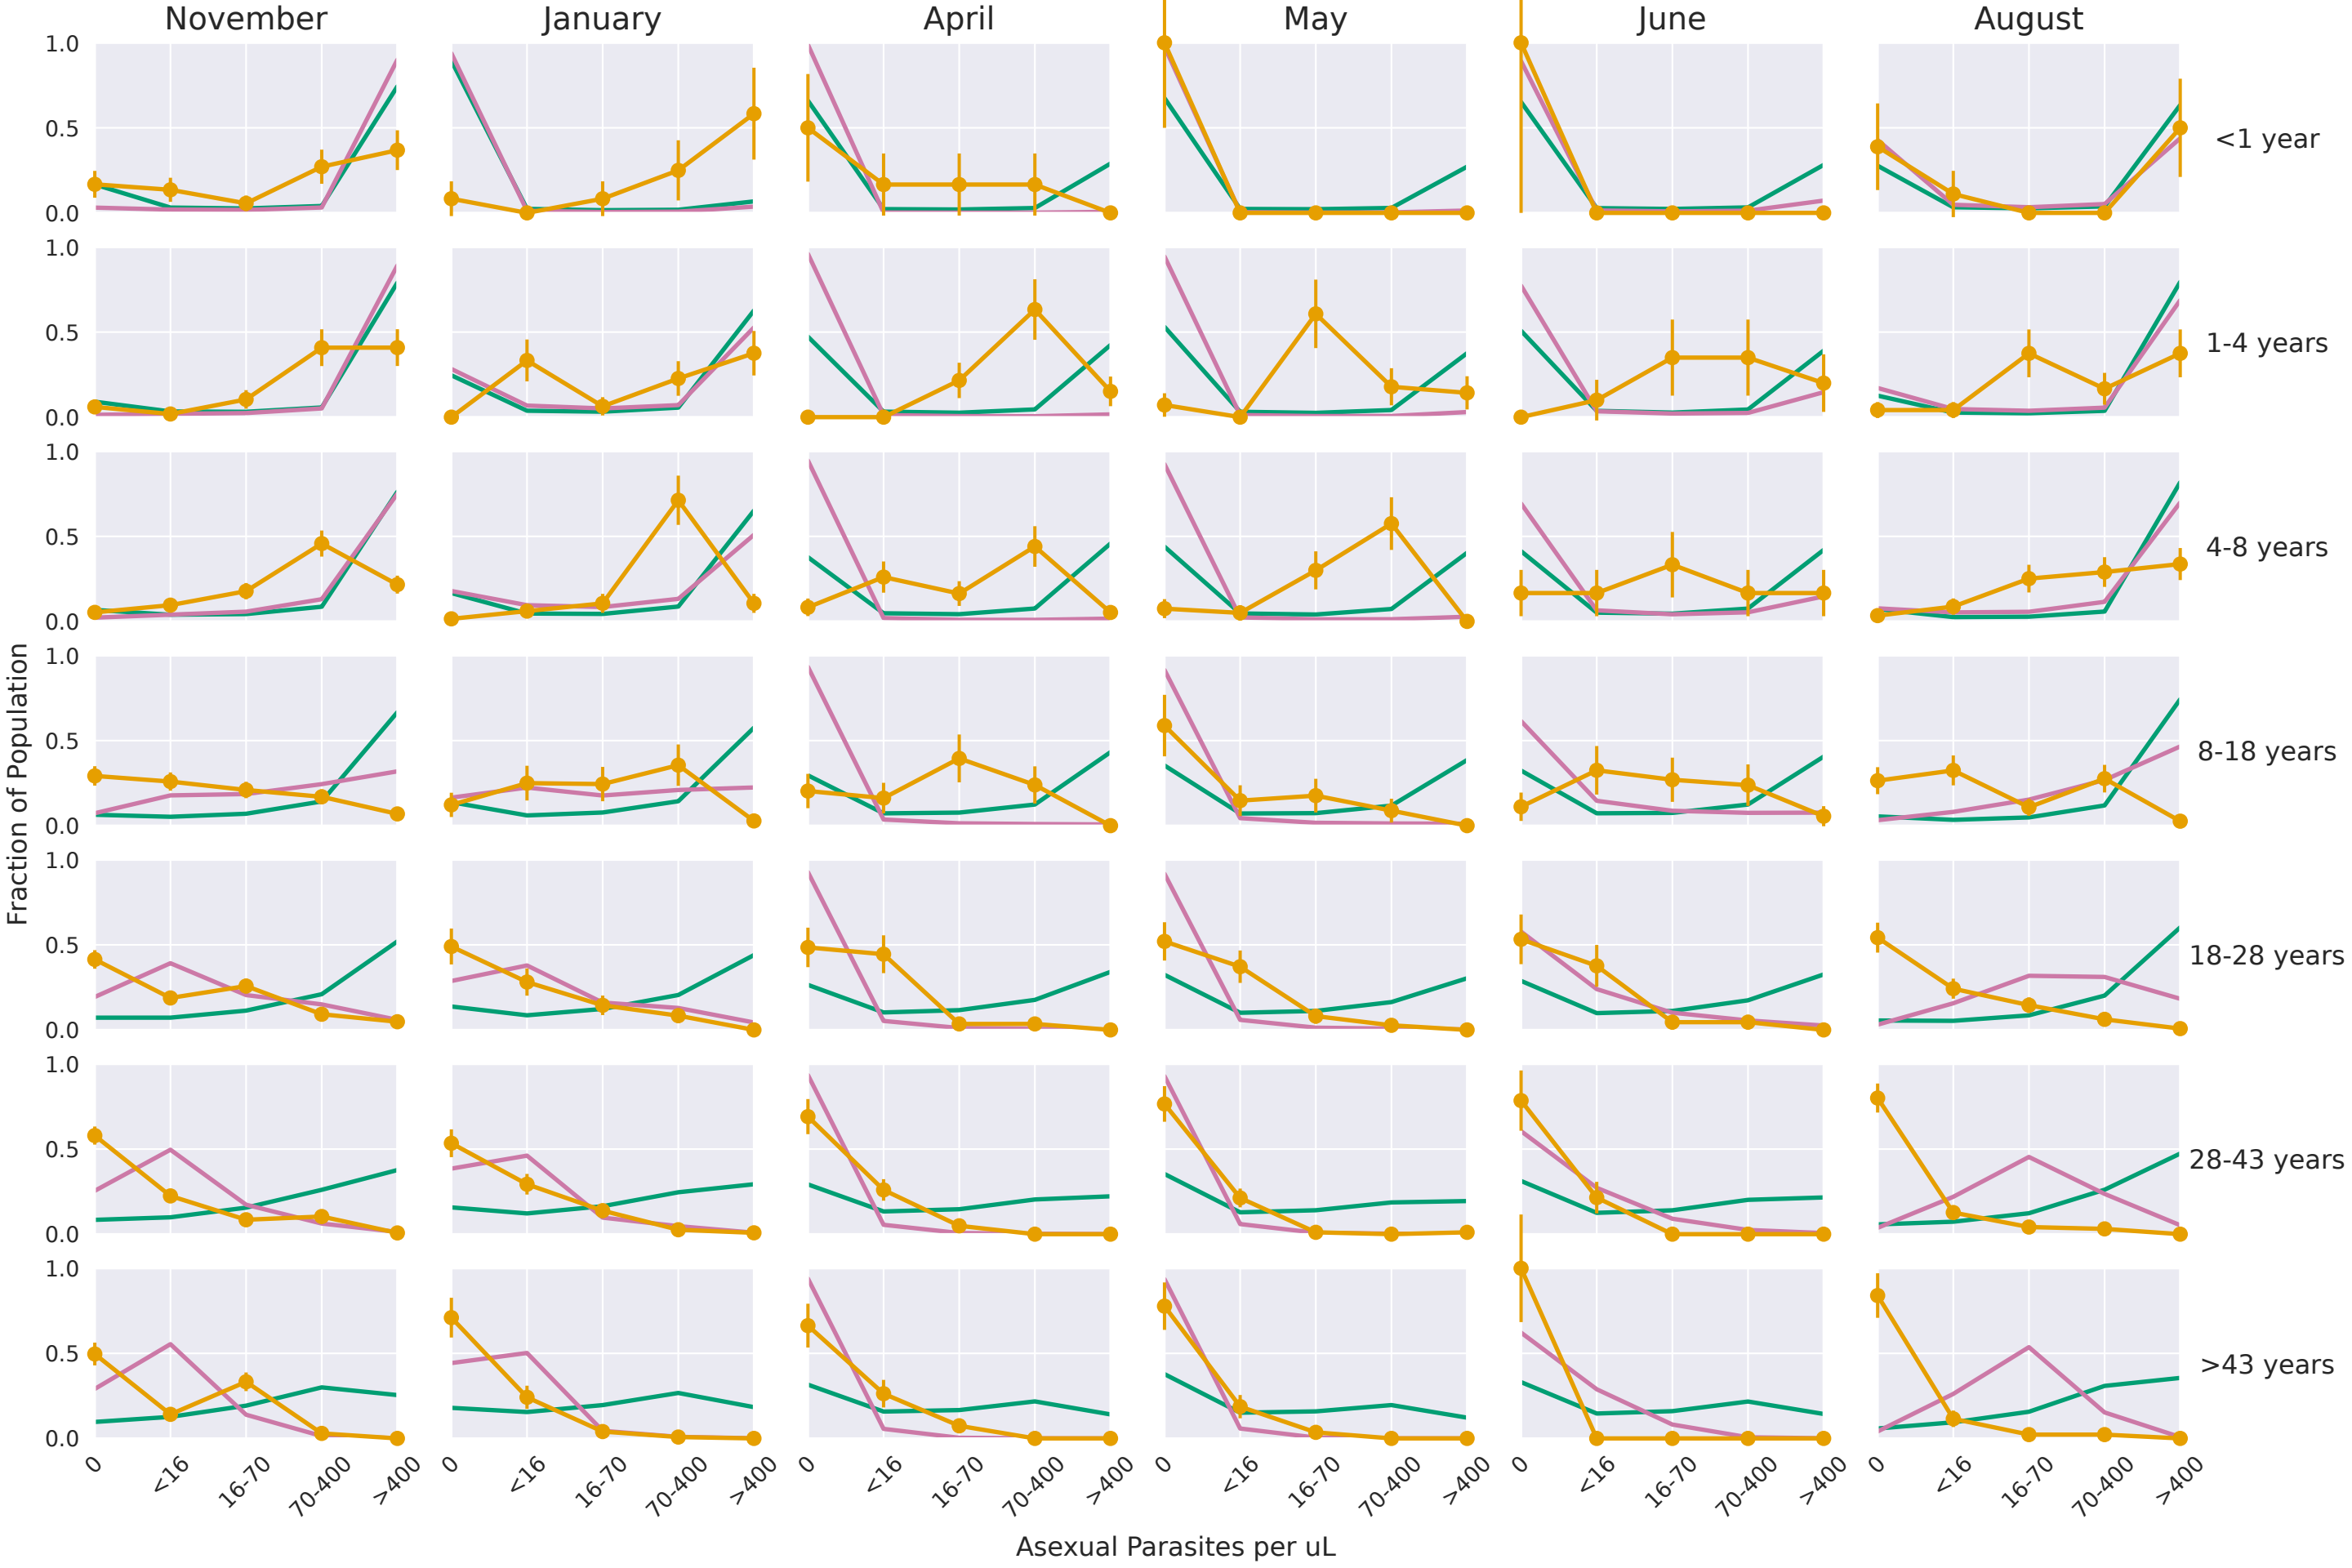 November January April May June August
1.0
0.5
0.0
<1 year
1.0
0.5
0.0
1-4 years
1.0
0.5
0.0
4-8 years
Fraction of Population
1.0
0.5
0.0
8-18 years
1.0
0.5
0.0
18-28 years
1.0
0.5
0.0
28-43 years
1.0
0.5
0.0
>43 years
0 <16 16-70 70-400 >400 0 <16 16-70 70-400 >400 0 <16 16-70 70-400 >400 0 <16 16-70 70-400 >400 0 <16 16-70 70-400 >400 0 <16 16-70 70-400 >400
Asexual Parasites per uL